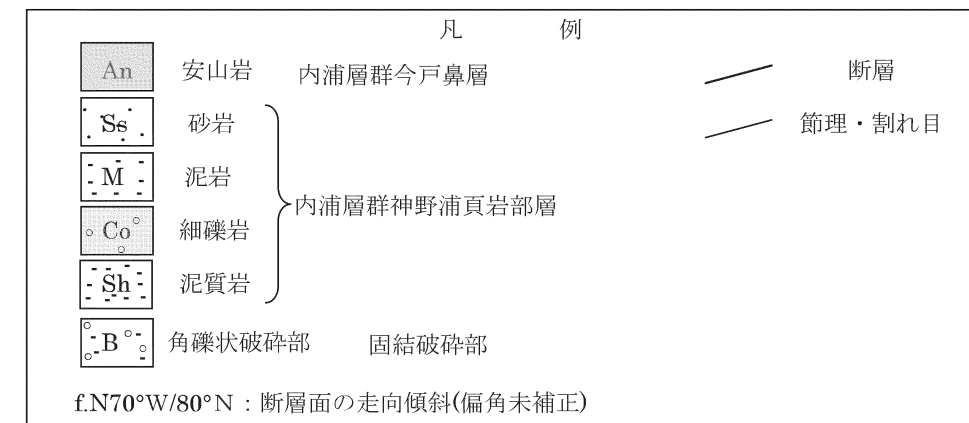 凡 例
An 安山岩 内浦層群今戸鼻層 断層
Ss 砂岩 節理・割れ目
M 泥岩
内浦層群神野浦頁岩部層
Co 細礫岩
Sh 泥質岩
B 角礫状破砕部 固結破砕部
f.N70°W/80°N：断層面の走向傾斜(偏角未補正)